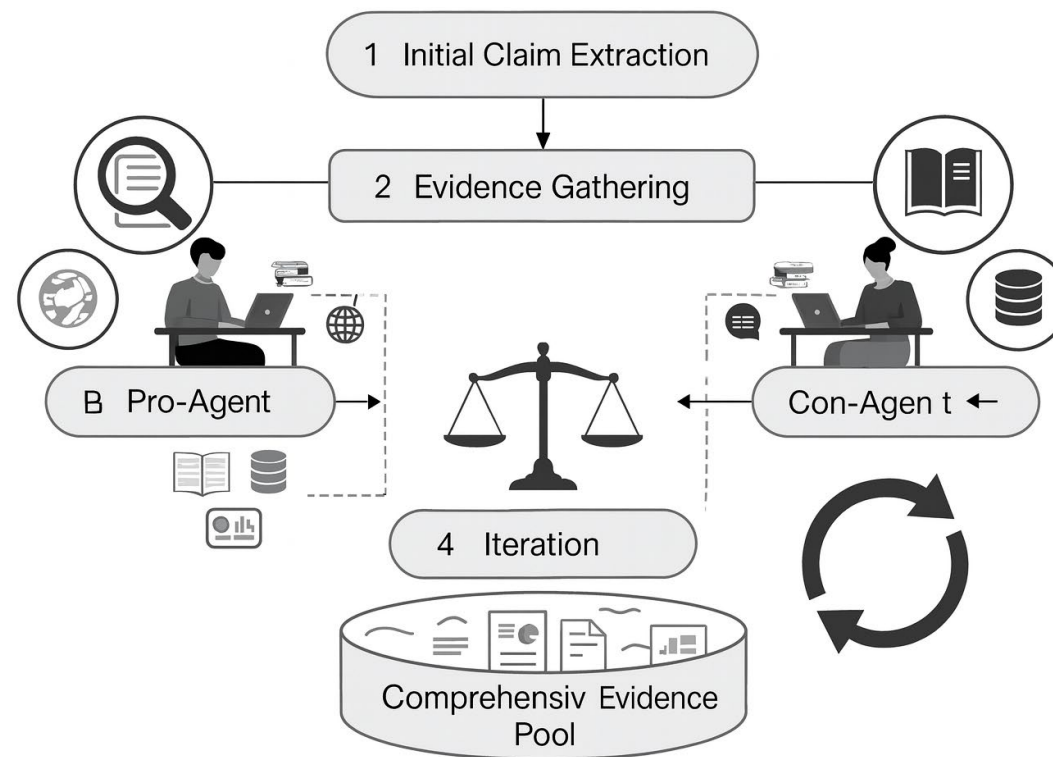 1 Initial Claim Extraction
2 Evidence Gathering
B Pro-Agent
Con-Agen t
4 Iteration
Comprehensiv Evidence
Pool